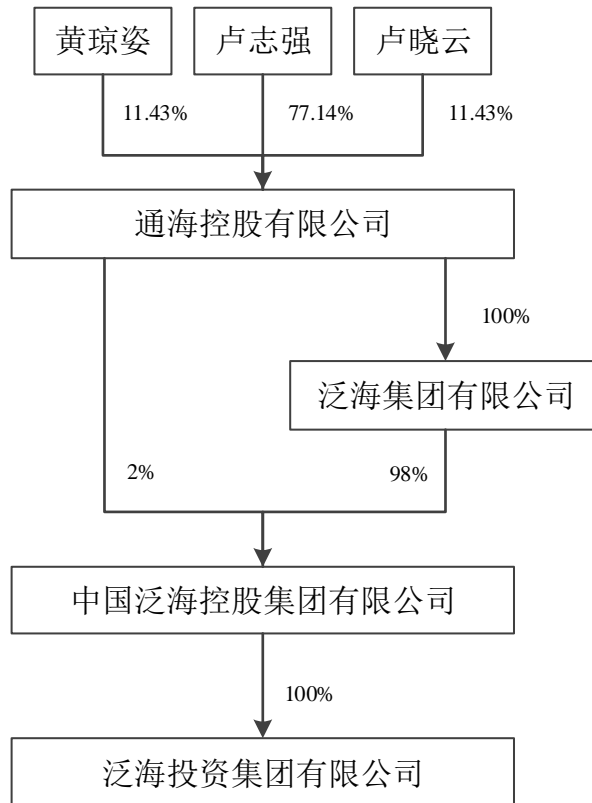 黄琼姿
卢志强
卢晓云
11.43%
77.14%
11.43%
通海控股有限公司
100%
泛海集团有限公司
2%
98%
中国泛海控股集团有限公司
100%
泛海投资集团有限公司